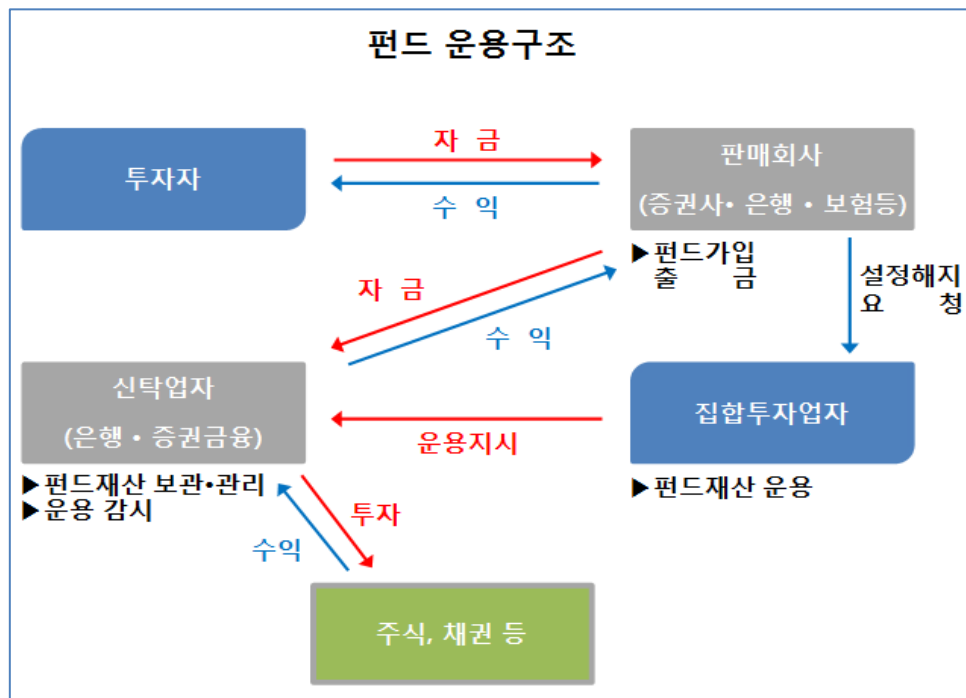 펀드 운용구조
자 금
투자자
판매회사
(증권사• 은행 • 보험등)
수 익
▶펀드가입
출 금
설정해지
요 청
자 금
수 익
신탁업자
(은행 • 증권금융)
집합투자업자
운용지시
▶펀드재산 보관•관리
▶운용 감시
▶펀드재산 운용
투자
수익
주식, 채권 등